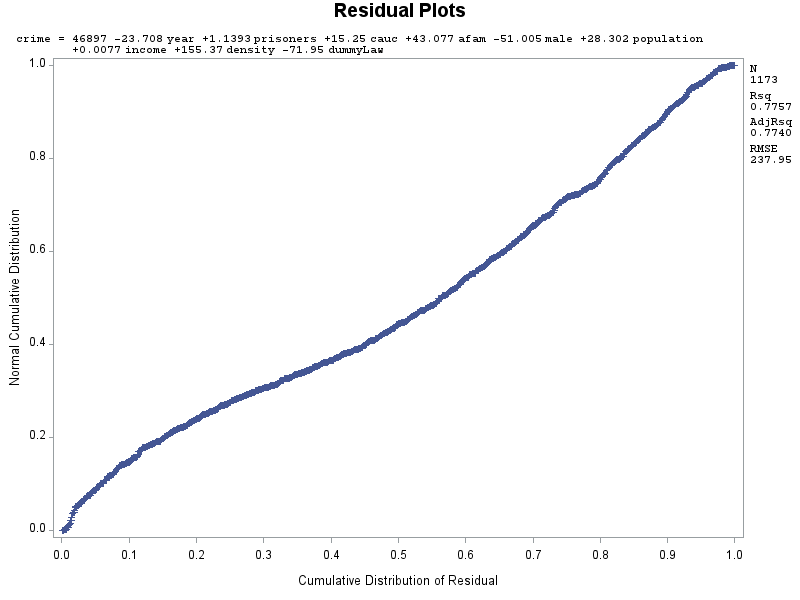 Residual Plots
crime = 46897 -23.708 year +1.1393 prisoners +15.25 cauc +43.077 afam -51.005 male +28.302 population
+0.0077 income +155.37 density -71.95 dummyLaw
N
1173
Rsq
0.7757
AdjRsq
0.7740
RMSE
237.95
Normal Cumulative Distribution
1.0
0.8
0.6
0.4
0.2
0.0
0.0 0.1 0.2 0.3 0.4 0.5 0.6 0.7 0.8 0.9 1.0
Cumulative Distribution of Residual